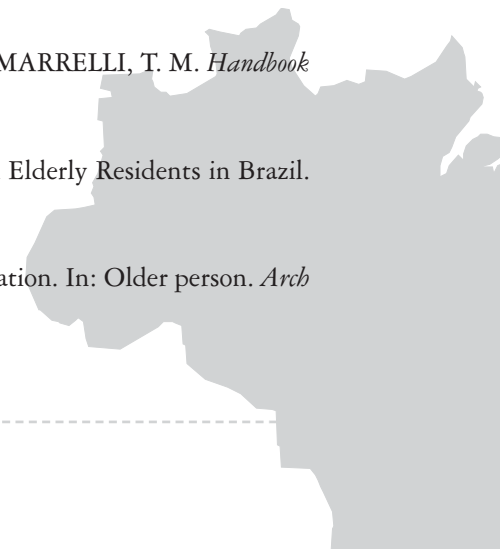 MARRELLI, T. M. Handbook
Elderly Residents in Brazil.
ation. In: Older person. Arch